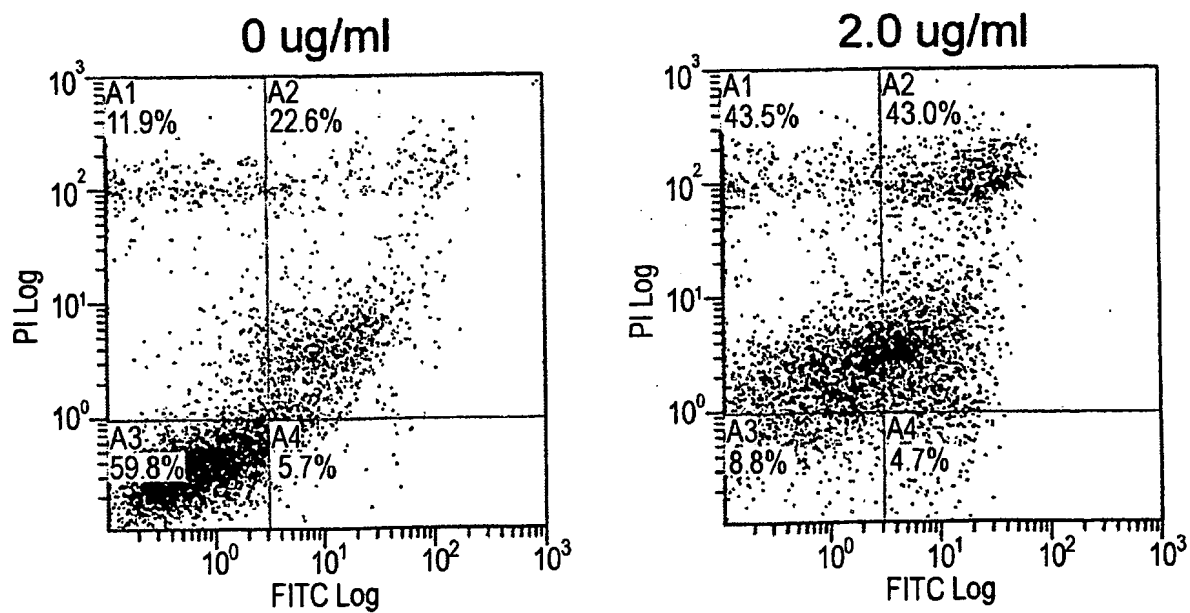 0 ug/ml
10³
A1
11.9%
A2
22.6%
10²
10¹
10⁰
PI Log
A3
59.8%
A4
5.7%
10⁰
10¹
10²
10³
FITC Log
2.0 ug/ml
10³
A1
43.5%
A2
43.0%
10²
10¹
10⁰
PI Log
A3
8.8%
A4
4.7%
10⁰
10¹
10²
10³
FITC Log